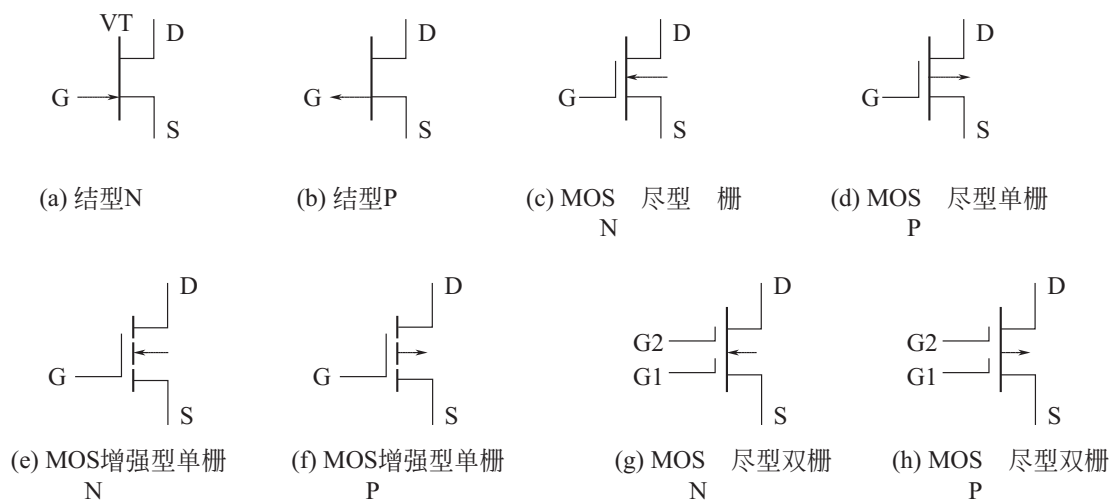 VT
D
G
S
D
G
S
D
G
S
D
G
S
(a) 结型N
(b) 结型P
(c) MOS 尽型 栅
N
(d) MOS 尽型单栅
P
D
G
S
D
G
S
D
G2
G1
S
D
G2
G1
S
(e) MOS增强型单栅
N
(f) MOS增强型单栅
P
(g) MOS 尽型双栅
N
(h) MOS 尽型双栅
P